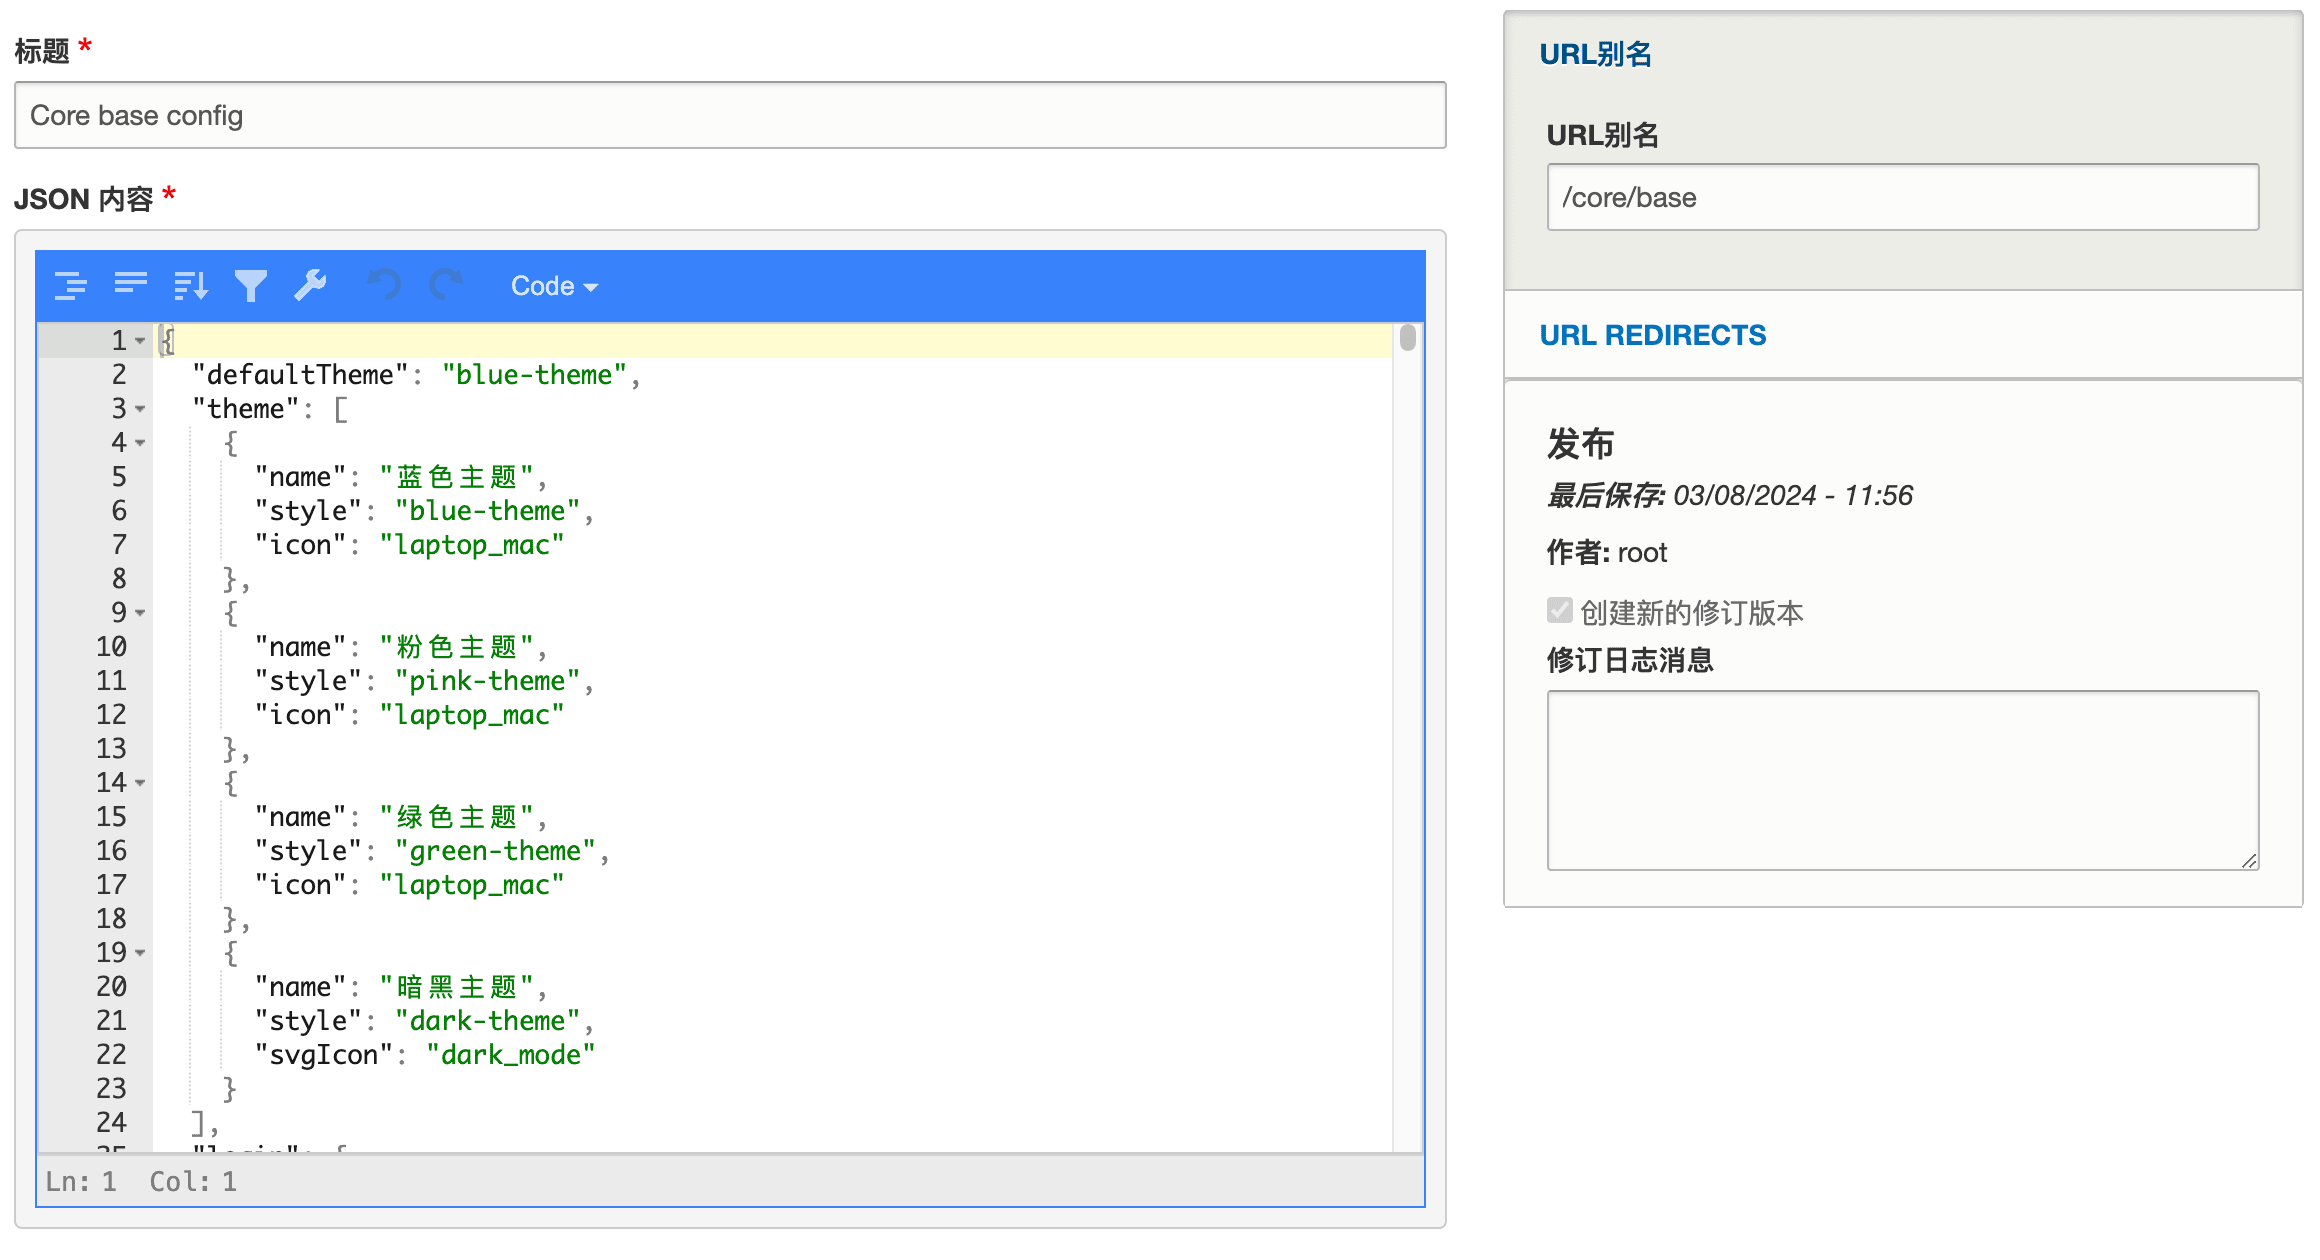 标题 *
Core base config
JSON 内容 *
Code
1 {
2 "defaultTheme": "blue-theme",
3 "theme": [
4 {
5 "name": "蓝色主题",
6 "style": "blue-theme",
7 "icon": "laptop_mac"
8 },
9 {
10 "name": "粉色主题",
11 "style": "pink-theme",
12 "icon": "laptop_mac"
13 },
14 {
15 "name": "绿色主题",
16 "style": "green-theme",
17 "icon": "laptop_mac"
18 },
19 {
20 "name": "暗黑主题",
21 "style": "dark-theme",
22 "svgIcon": "dark_mode"
23 }
24 ],
Ln: 1 Col: 1
URL别名
URL别名
/core/base
URL REDIRECTS
发布
最后保存: 03/08/2024 - 11:56
作者: root
创建新的修订版本
修订日志消息